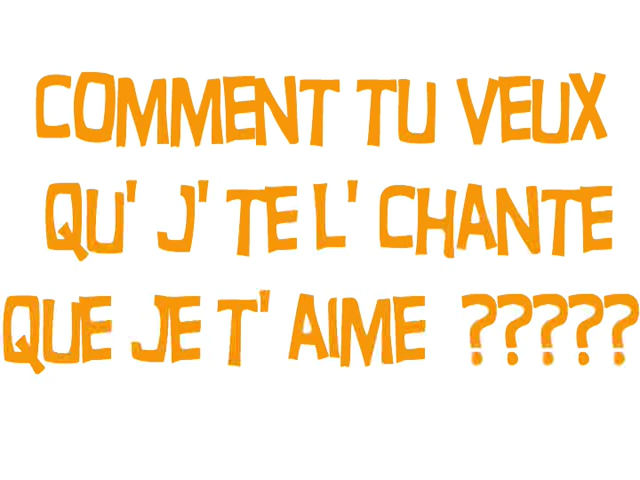 COMMENT TU VEUX
QU' J' TE L' CHANTE
QUE JE T' AIME ?????